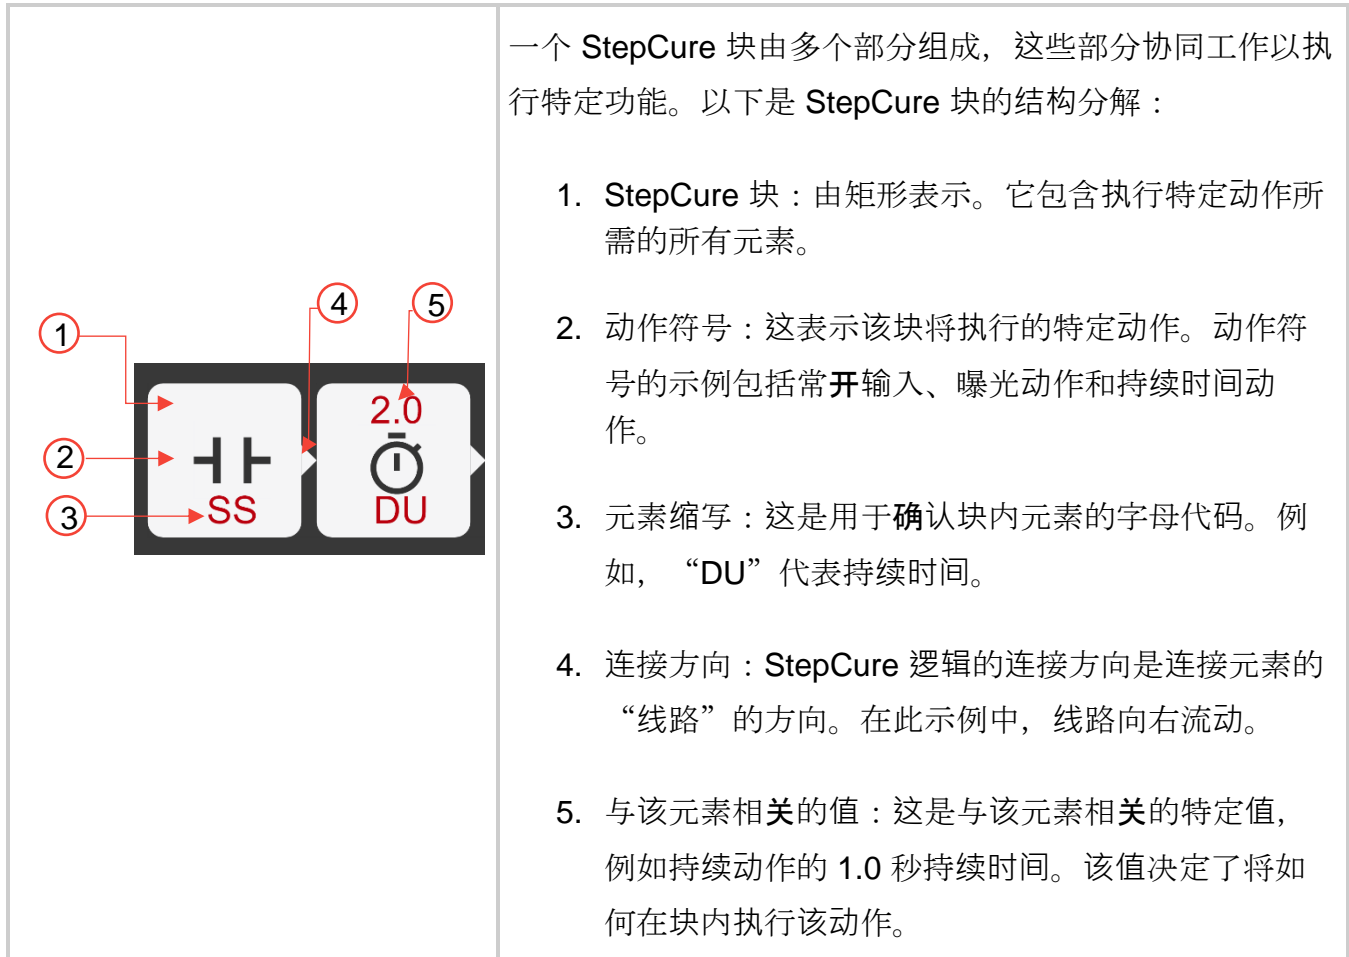 一个 StepCure 块由多个部分组成，这些部分协同工作以执
行特定功能。以下是 StepCure 块的结构分解：
1. StepCure 块：由矩形表示。它包含执行特定动作所
需的所有元素。
2. 动作符号：这表示该块将执行的特定动作。动作符
号的示例包括常开输入、曝光动作和持续时间动
作。
3. 元素缩写：这是用于确认块内元素的字母代码。例
如，“DU”代表持续时间。
4. 连接方向：StepCure 逻辑的连接方向是连接元素的
“线路”的方向。在此示例中，线路向右流动。
5. 与该元素相关的值：这是与该元素相关的特定值，
例如持续动作的 1.0 秒持续时间。该值决定了将如
何在块内执行该动作。
4
5
1
2.0
2
3
SS
DU